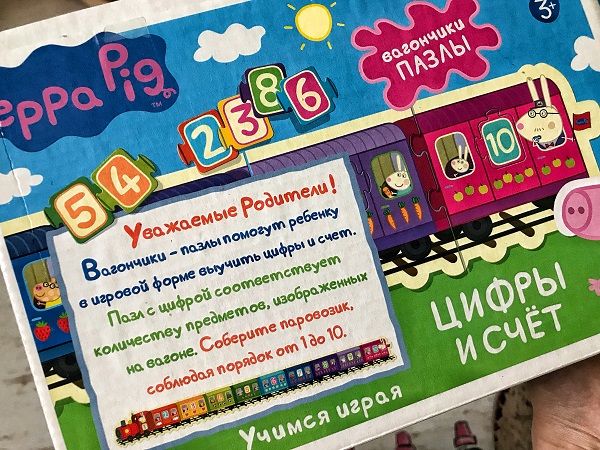 eppa Pig
TM
вагончики
ПАЗЛЫ
3+
5 4 2 3 8 6
10
Уважаемые Родители!
Вагончики – пазлы помогут ребенку
в игровой форме выучить цифры и счет.
Пазл с цифрой соответствует
количеству предметов, изображенных
на вагоне. Соберите паровозик,
соблюдая порядок от 1 до 10.
ЦИФРЫ
И СЧЁТ
Учимся играя